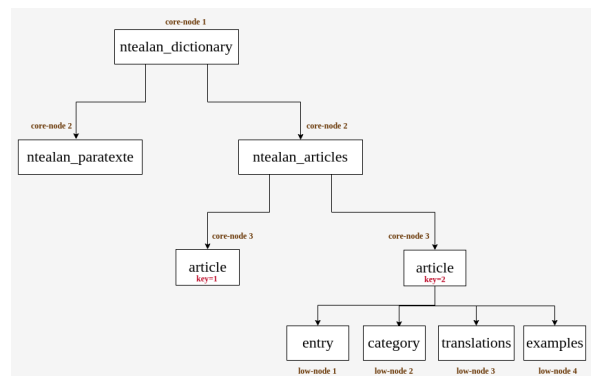 core-node 1
ntealan_dictionary
core-node 2
core-node 2
ntealan_paratexte
ntealan_articles
core-node 3
core-node 3
article
key=1
article
key=2
entry
category
translations
examples
low-node 1
low-node 2
low-node 3
low-node 4